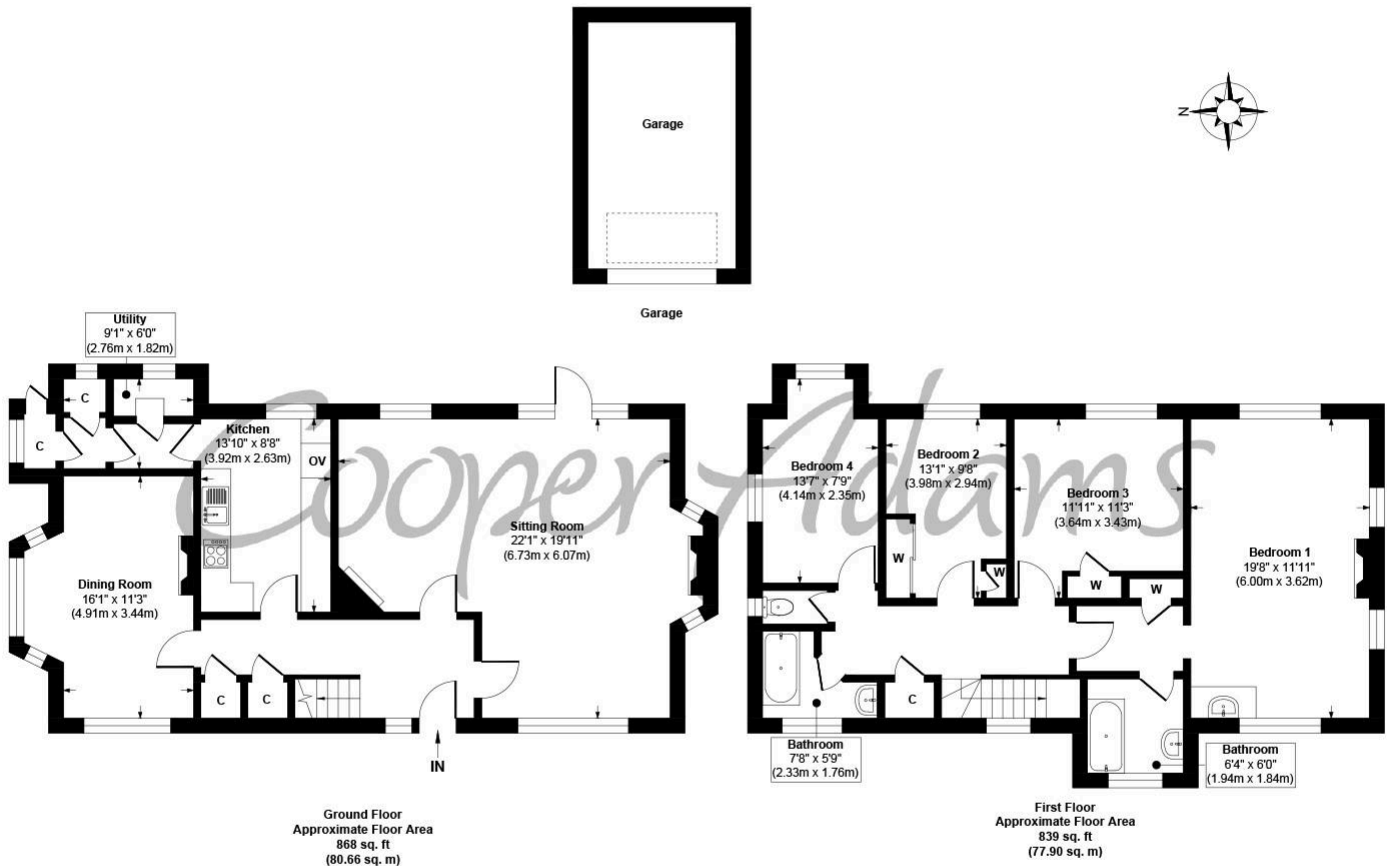 Garage
N
Garage
Utility
9'1" x 6'0"
(2.76m x 1.82m)
C
C
Kitchen
13'10" x 8'8"
(3.92m x 2.63m)
OV
Dining Room
16'1" x 11'3"
(4.91m x 3.44m)
Sitting Room
22'1" x 19'11"
(6.73m x 6.07m)
C
C
IN
Ground Floor
Approximate Floor Area
868 sq. ft
(80.66 sq. m)
Cooper Adams
Bedroom 4
13'7" x 7'9"
(4.14m x 2.35m)
Bedroom 2
13'1" x 9'8"
(3.98m x 2.94m)
Bedroom 3
11'11" x 11'3"
(3.64m x 3.43m)
Bedroom 1
19'8" x 11'11"
(6.00m x 3.62m)
W
W
W
W
C
Bathroom
7'8" x 5'9"
(2.33m x 1.76m)
Bathroom
6'4" x 6'0"
(1.94m x 1.84m)
First Floor
Approximate Floor Area
839 sq. ft
(77.90 sq. m)